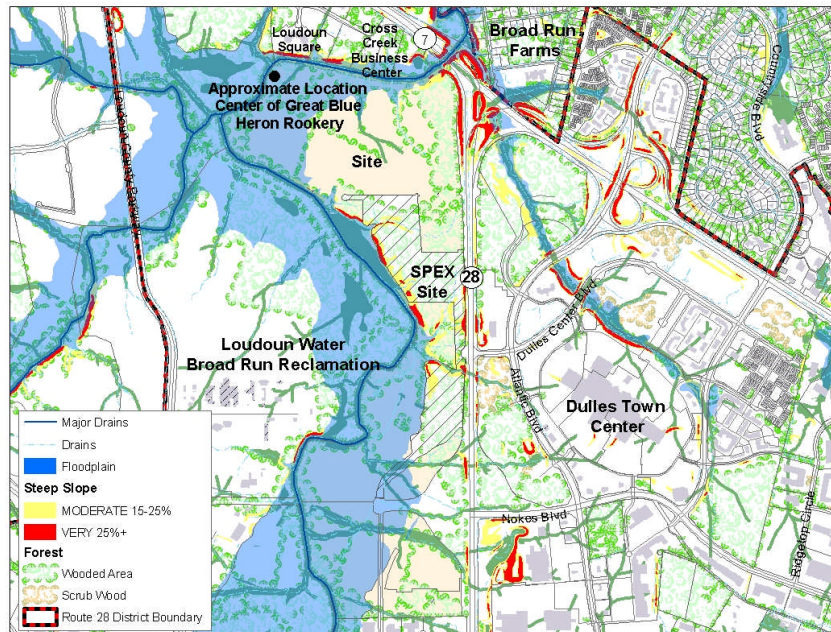 Loudoun
Square
Cross
Creek
Business
Center
7
Broad Run
Farms
Countryside Blvd
Approximate Location
Center of Great Blue
Heron Rookery
Site
Loudoun County Parkway
SPEX
Site
28
Dulles Center Blvd
Loudoun Water
Broad Run Reclamation
Atlantic Blvd
Dulles Town
Center
Nokes Blvd
Ridgetop Circle
Major Drains
Drains
Floodplain
Steep Slope
MODERATE 15-25%
VERY 25%+
Forest
Wooded Area
Scrub Wood
Route 28 District Boundary